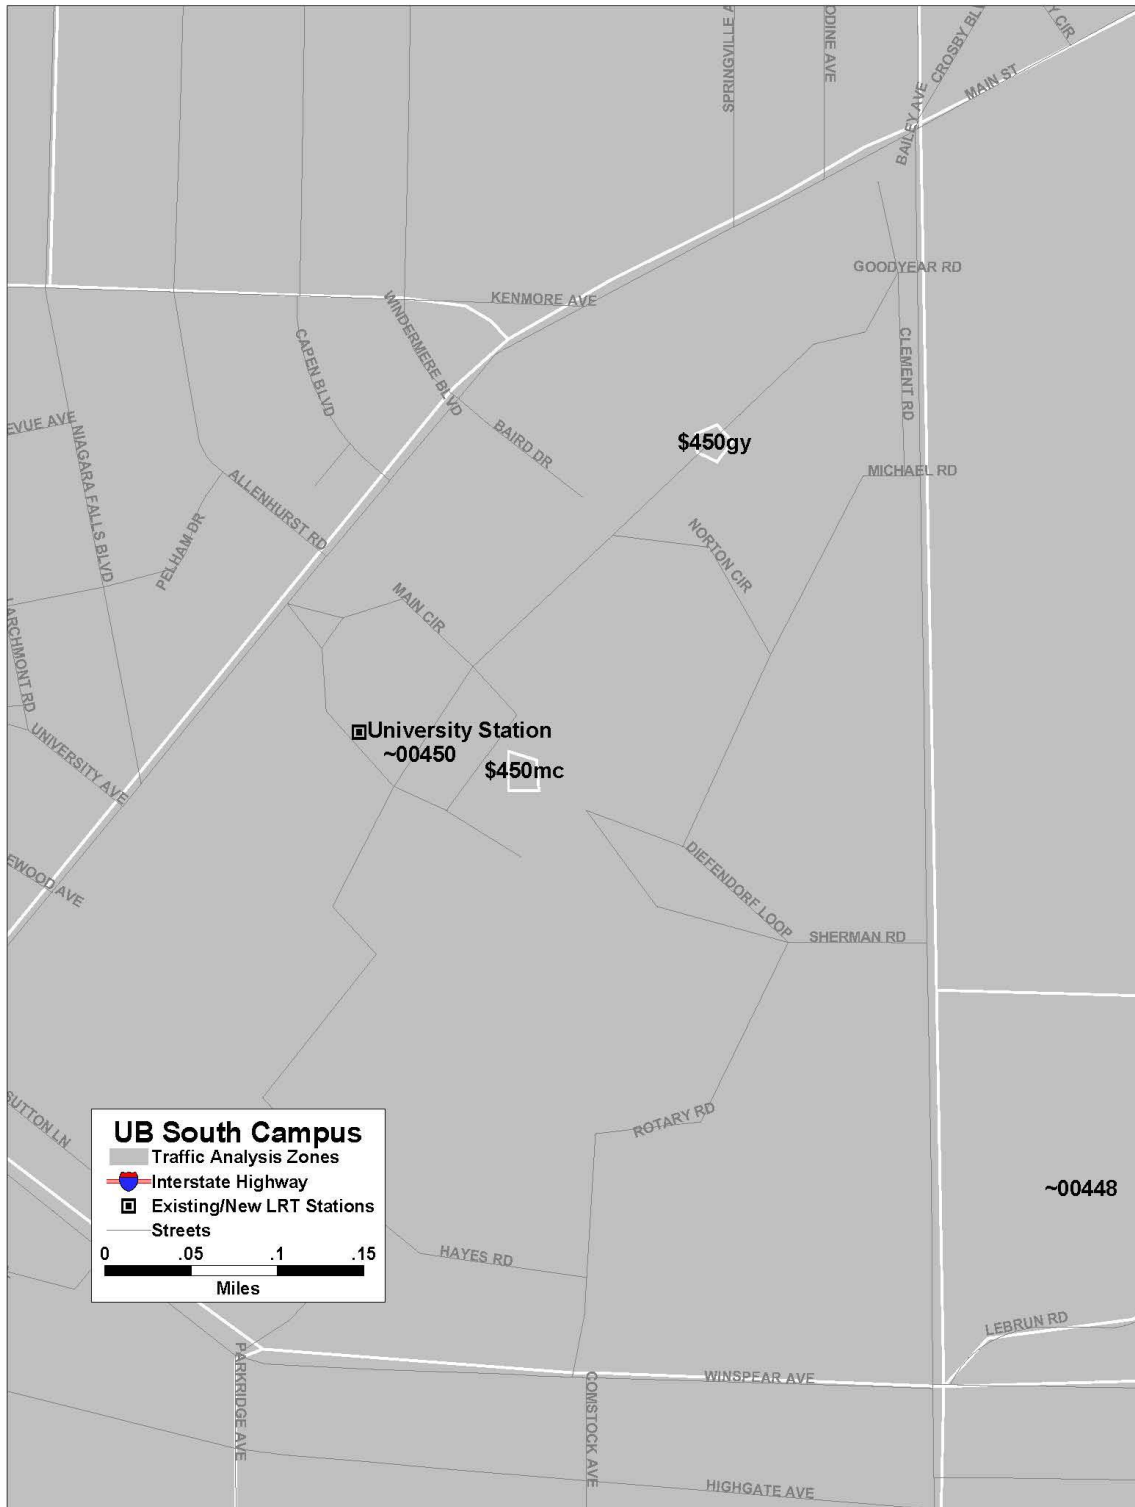 SPRINGVILLE A
ODINE AVE
BAILEY AVE
CROSBY BLV
Y CIR
MAIN ST
GOODYEAR RD
KENMORE AVE
WINDERMERE BLVD
CAPEN BLVD
CLEMENT RD
EVUE AVE
NIAGARA FALLS BLVD
BAIRD DR
$450gy
MICHAEL RD
ALLENHURST RD
PELHAM DR
NORTON CIR
MAIN CIR
LARCHMONT RD
UNIVERSITY AVE
University Station
~00450
$450mc
EWOOD AVE
DIEFENDORF LOOP
SHERMAN RD
SUTTON LN
ROTARY RD
~00448
UB South Campus
Traffic Analysis Zones
Interstate Highway
Existing/New LRT Stations
Streets
0 .05 .1 .15
Miles
HAYES RD
LEBRUN RD
PARKRIDGE AVE
WINSPEAR AVE
COMSTOCK AVE
HIGHGATE AVE